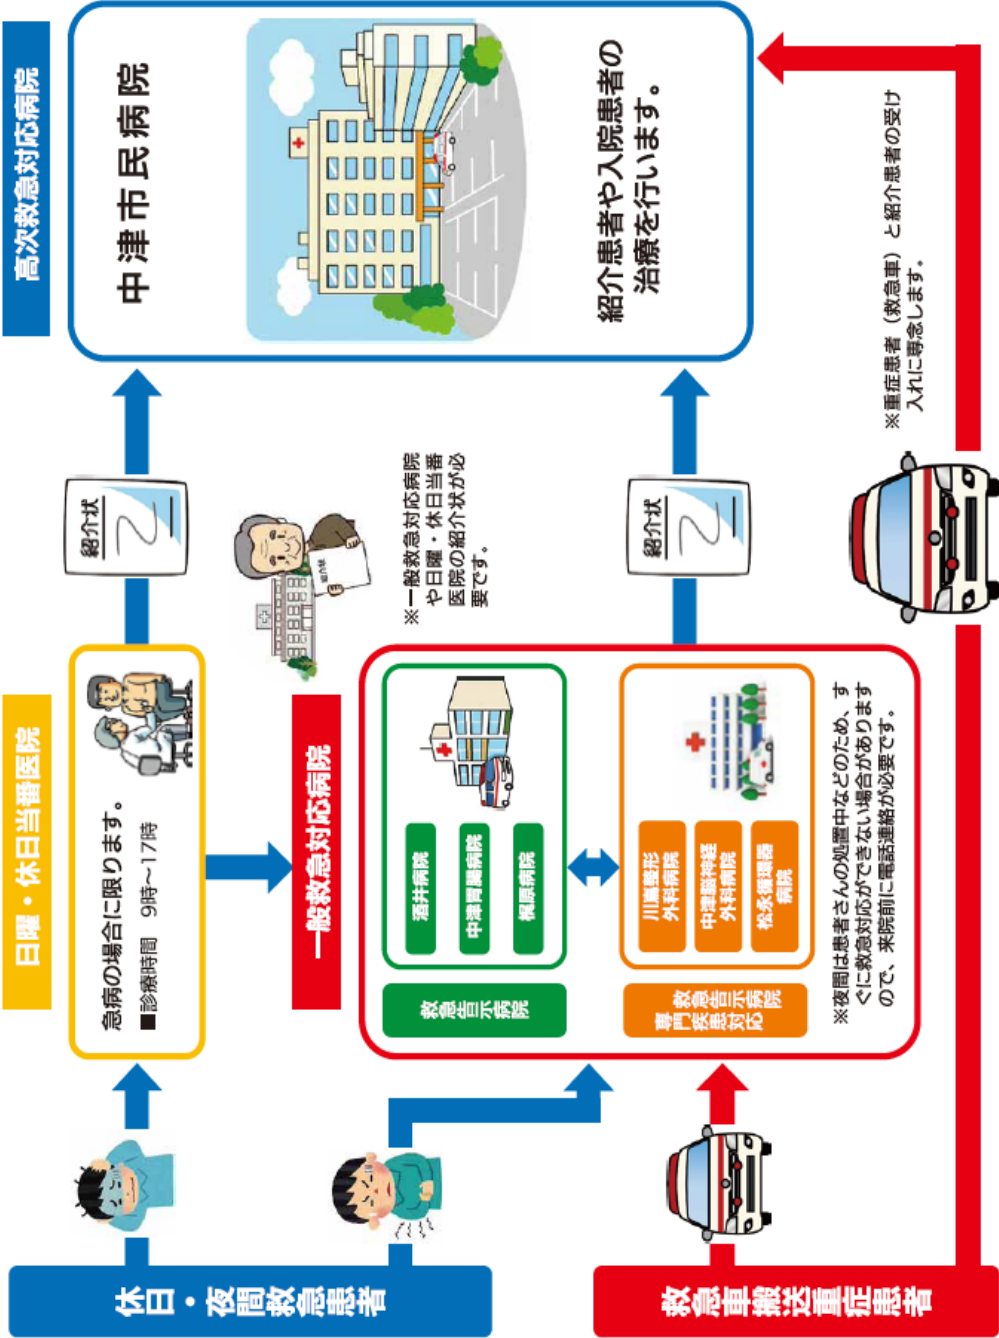 休日・夜間救急患者
救急車搬送重症患者
日曜・休日当番医院
急病の場合に限ります。
■診療時間　9時～17時
一般救急対応病院
救急告示病院
酒井病院
中津胃腸病院
梶原病院
救急告示病院
専門疾患対応
川嶌整形
外科病院
中津脳神経
外科病院
松永循環器
病院
※夜間は患者さんの処置中などのため、す
ぐに救急対応ができない場合があります
ので、来院前に電話連絡が必要です。
紹介状
紹介状
※一般救急対応病院
や日曜・休日当番
医院の紹介状が必
要です。
紹介状
高次救急対応病院
中津市民病院
紹介患者や入院患者の
治療を行います。
※重症患者（救急車）と紹介患者の受け
入れに専念します。